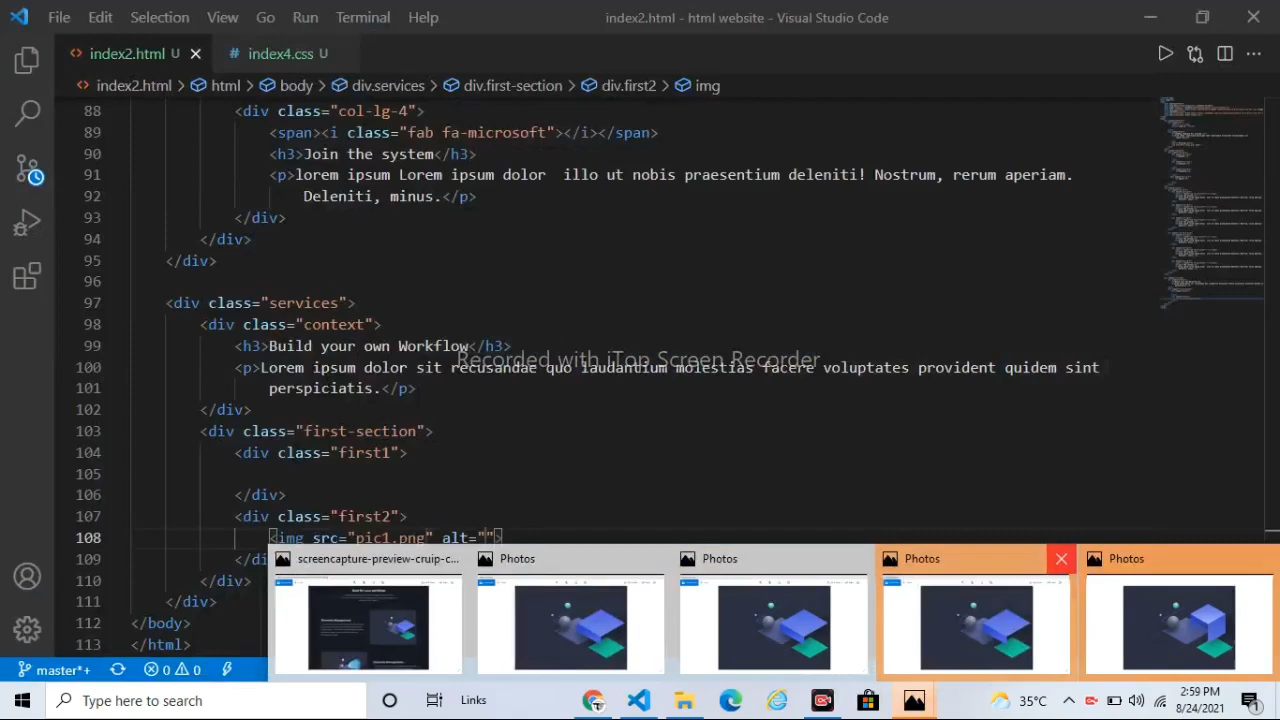 File Edit Selection View Go Run Terminal Help index2.html - html website - Visual Studio Code
index2.html U index4.css U
index2.html > html > body > div.services > div.first-section > div.first2 > img
88 <div class="col-lg-4">
89 <span><i class="fab fa-microsoft"></i></span>
90 <h3>Join the system</h3>
91 <p>lorem ipsum Lorem ipsum dolor  illo ut nobis praesentium deleniti! Nostrum, rerum aperiam.
92 Deleniti, minus.</p>
93 </div>
94 </div>
95 </div>
96
97 <div class="services">
98 <div class="context">
99 <h3>Build your own Workflow</h3>
Recorded with iTop Screen Recorder
100 <p>Lorem ipsum dolor sit recusandae quo laudantium molestias facere voluptates provident quidem sint
101 perspiciatis.</p>
102 </div>
103 <div class="first-section">
104 <div class="first1">
105
106 </div>
107 <div class="first2">
108 <img src="pic1.png" alt="">
109 </di
110 </div>
111 </div>
112 </body>
113 </html>
screencapture-preview-cruip-c... Photos Photos Photos Photos
master*+ 0 0
Type here to search Links 35°C 2:59 PM
8/24/2021